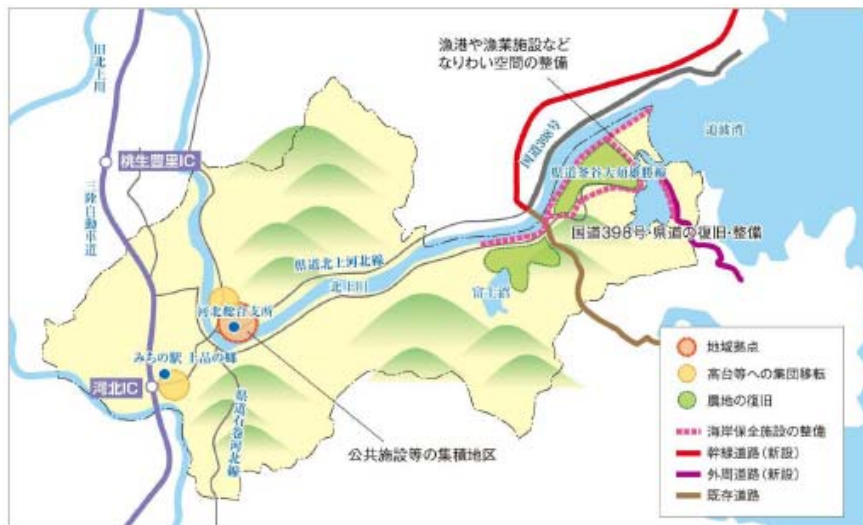 漁港や漁業施設など
なりわい空間の整備
旧北上川
国道398号
追波湾
桃生豊里IC
県道釜谷大須雄勝線
三陸自動車道
国道398号・県道の復旧・整備
県道北上河北線
北上川
富士沼
河北総合支所
みちの駅 上品の郷
河北IC
県道石巻河北線
公共施設等の集積地区
地域拠点
高台等への集団移転
農地の復旧
海岸保全施設の整備
幹線道路(新設)
外周道路(新設)
既存道路